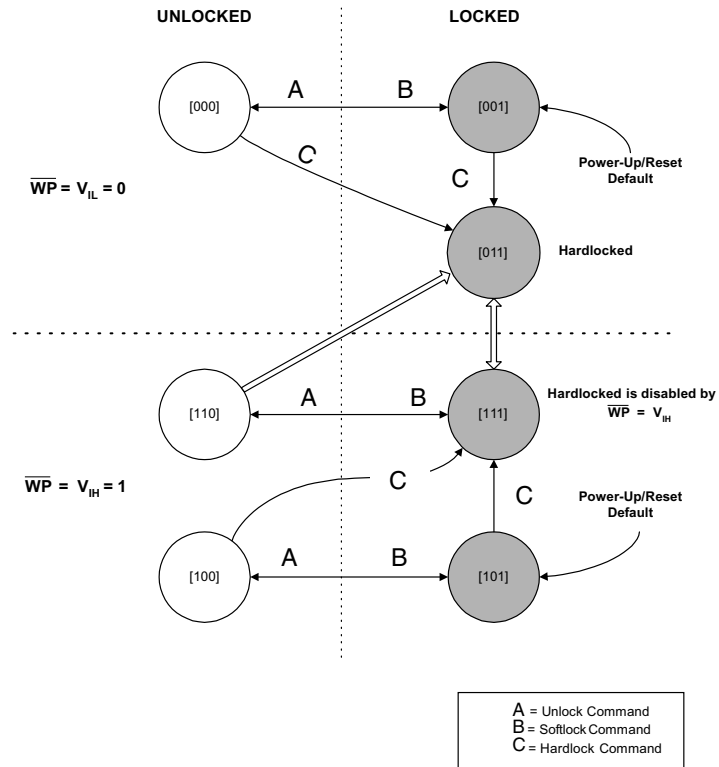 UNLOCKED
LOCKED
[000]
A
B
[001]
C
C
Power-Up/Reset
Default
WP = VIL = 0
[011]
Hardlocked
[110]
A
B
[111]
Hardlocked is disabled by
WP = VIH
C
C
WP = VIH = 1
Power-Up/Reset
Default
[100]
A
B
[101]
A = Unlock Command
B = Softlock Command
C = Hardlock Command